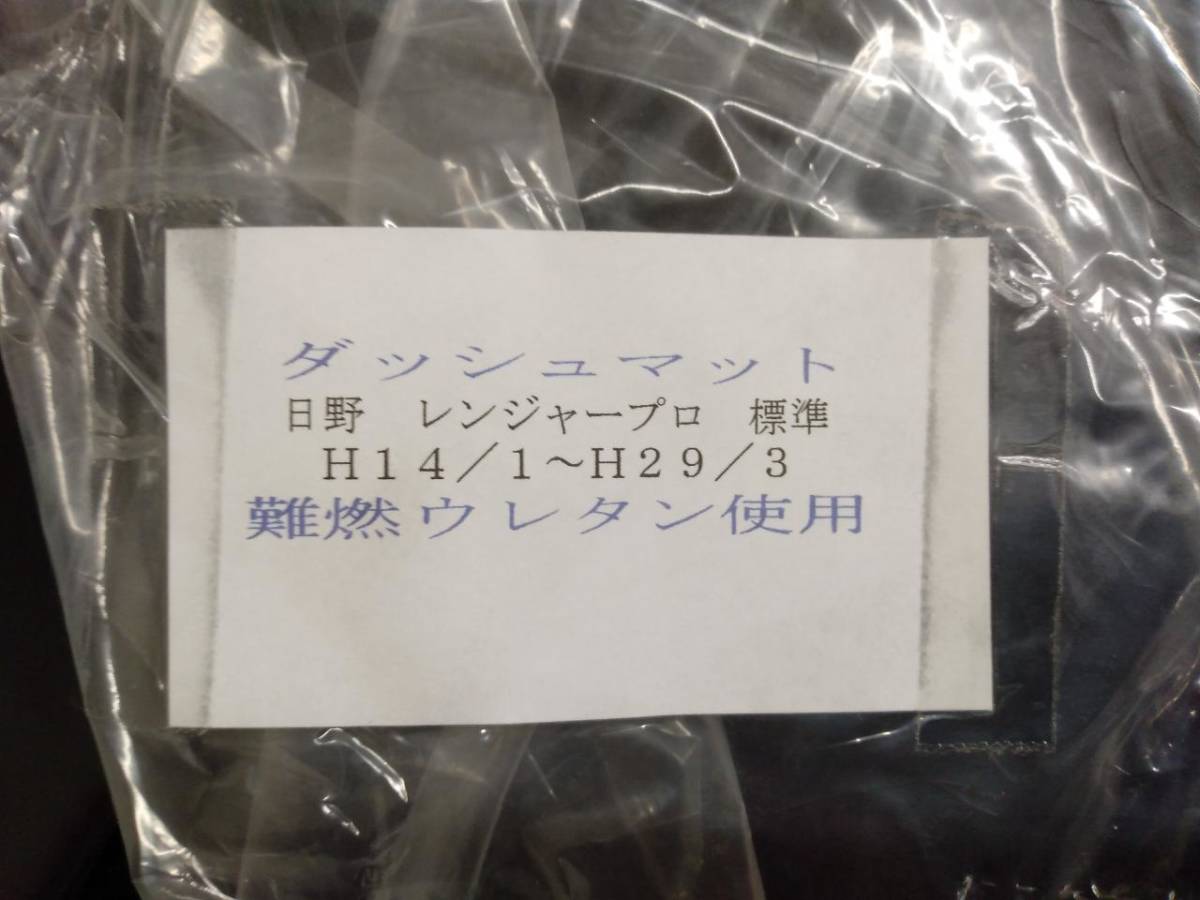 ダッシュマット
日野　レンジャープロ　標準
Ｈ１４／１～Ｈ２９／３
難燃ウレタン使用